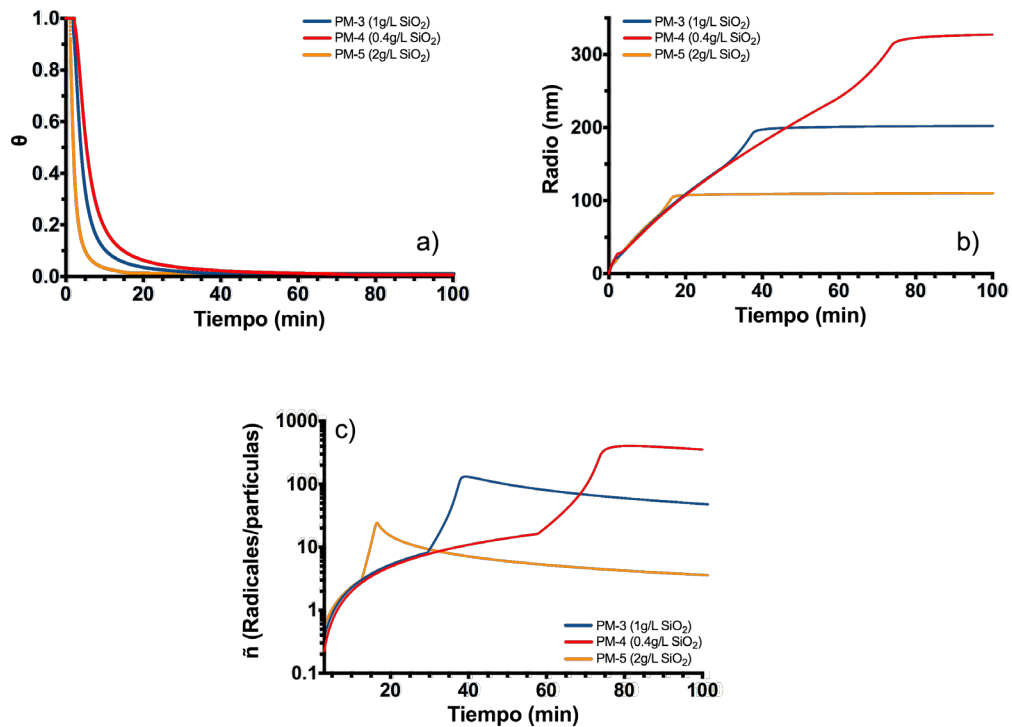 PM-3 (1g/L SiO₂)
PM-4 (0.4g/L SiO₂)
PM-5 (2g/L SiO₂)
1.0
0.8
0.6
0.4
0.2
0.0
θ
a)
0 20 40 60 80 100
Tiempo (min)
PM-3 (1g/L SiO₂)
PM-4 (0.4g/L SiO₂)
PM-5 (2g/L SiO₂)
400
300
200
100
0
Radio (nm)
b)
0 20 40 60 80 100
Tiempo (min)
c)
1000
100
10
1
0.1
ñ (Radicales/partículas)
PM-3 (1g/L SiO₂)
PM-4 (0.4g/L SiO₂)
PM-5 (2g/L SiO₂)
20 40 60 80 100
Tiempo (min)